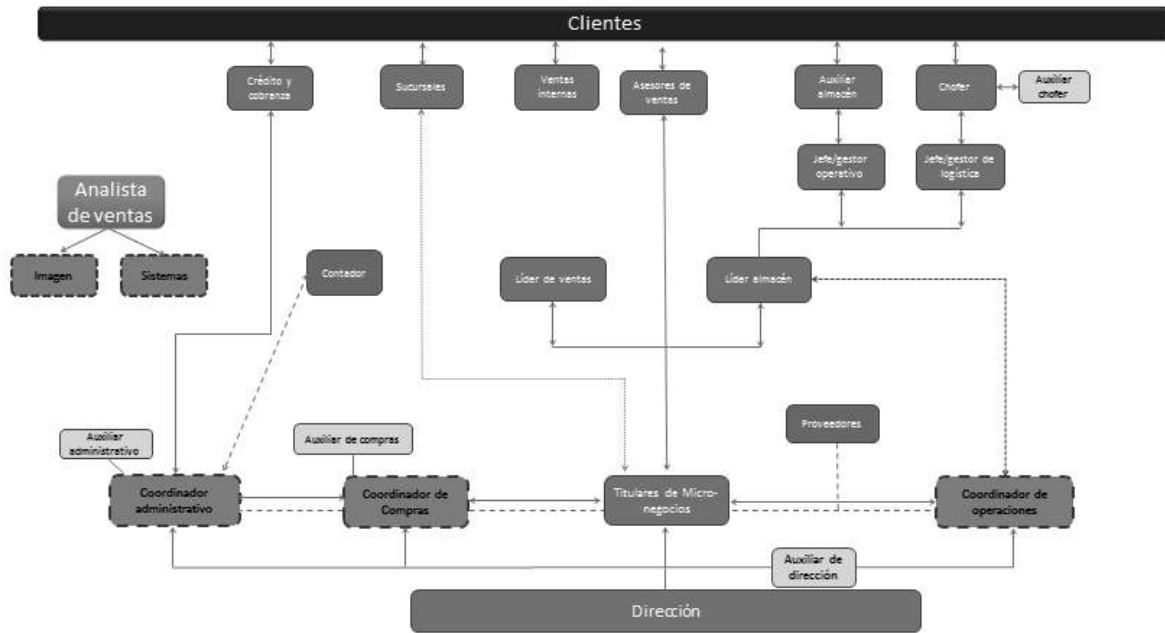 Clientes
Crédito y
cobranza
Sucursales
Ventas
internas
Asesores de
ventas
Auxiliar
almacén
Chofer
Auxiliar
chofer
Jefe/gestor
operativo
Jefe/gestor de
logística
Analista
de ventas
Imagen
Sistemas
Contador
Líder de ventas
Líder almacén
Proveedores
Auxiliar
administrativo
Auxiliar de compras
Coordinador
administrativo
Coordinador de
Compras
Titulares de Micro-
negocios
Coordinador de
operaciones
Auxiliar de
dirección
Dirección